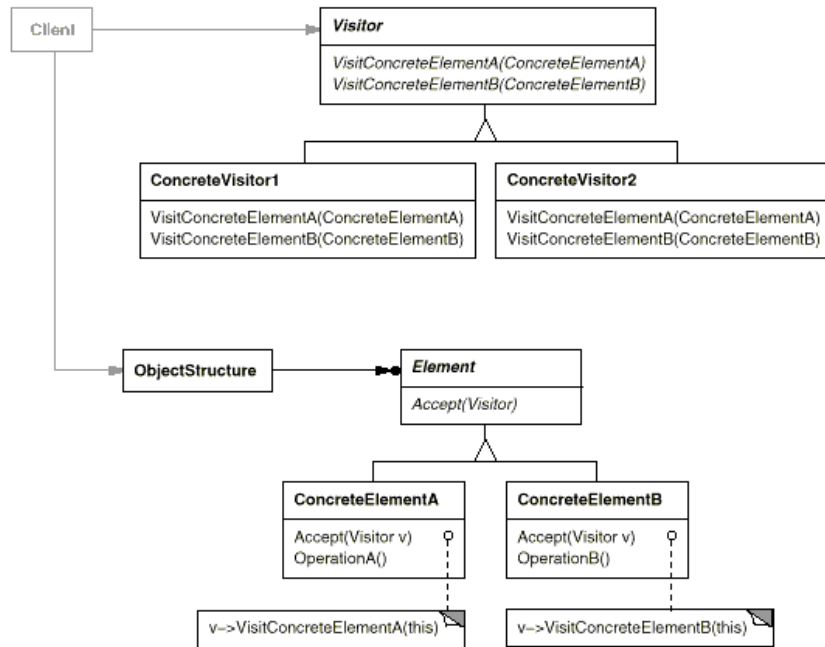 Client
Visitor
VisitConcreteElementA(ConcreteElementA)
VisitConcreteElementB(ConcreteElementB)
ConcreteVisitor1
VisitConcreteElementA(ConcreteElementA)
VisitConcreteElementB(ConcreteElementB)
ConcreteVisitor2
VisitConcreteElementA(ConcreteElementA)
VisitConcreteElementB(ConcreteElementB)
ObjectStructure
Element
Accept(Visitor)
ConcreteElementA
Accept(Visitor v)
OperationA()
ConcreteElementB
Accept(Visitor v)
OperationB()
v->VisitConcreteElementA(this)
v->VisitConcreteElementB(this)